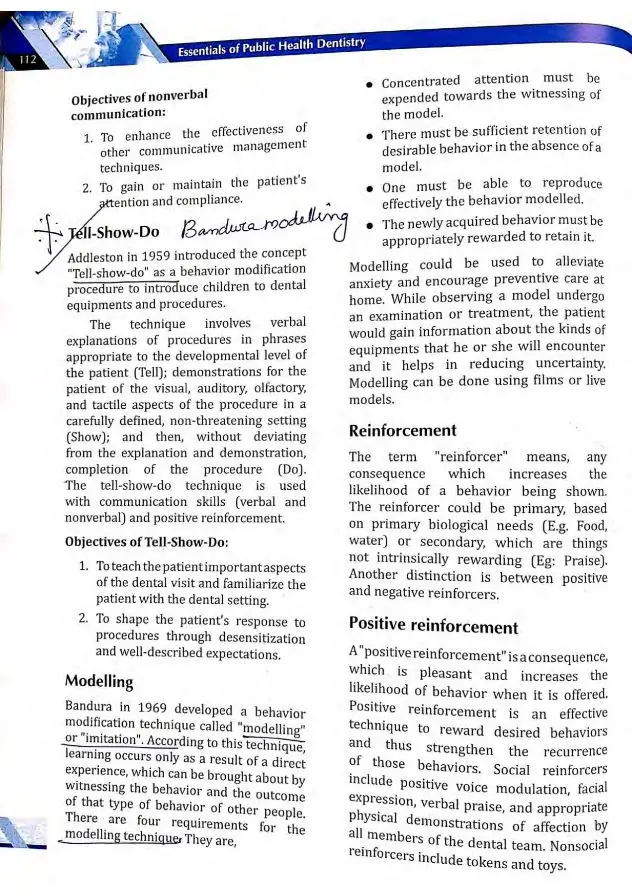 112
Essentials of Public Health Dentistry
Objectives of nonverbal
communication:
1. To enhance the effectiveness of
other communicative management
techniques.
2. To gain or maintain the patient's
attention and compliance.
Tell-Show-Do Bandura modelling
Addleston in 1959 introduced the concept
"Tell-show-do" as a behavior modification
procedure to introduce children to dental
equipments and procedures.
The technique involves verbal
explanations of procedures in phrases
appropriate to the developmental level of
the patient (Tell); demonstrations for the
patient of the visual, auditory, olfactory,
and tactile aspects of the procedure in a
carefully defined, non-threatening setting
(Show); and then, without deviating
from the explanation and demonstration,
completion of the procedure (Do).
The tell-show-do technique is used
with communication skills (verbal and
nonverbal) and positive reinforcement.
Objectives of Tell-Show-Do:
1. To teach the patient important aspects
of the dental visit and familiarize the
patient with the dental setting.
2. To shape the patient's response to
procedures through desensitization
and well-described expectations.
Modelling
Bandura in 1969 developed a behavior
modification technique called "modelling"
or "imitation". According to this technique,
learning occurs only as a result of a direct
experience, which can be brought about by
witnessing the behavior and the outcome
of that type of behavior of other people.
There are four requirements for the
modelling technique. They are,
• Concentrated attention must be
expended towards the witnessing of
the model.
• There must be sufficient retention of
desirable behavior in the absence of a
model.
• One must be able to reproduce
effectively the behavior modelled.
• The newly acquired behavior must be
appropriately rewarded to retain it.
Modelling could be used to alleviate
anxiety and encourage preventive care at
home. While observing a model undergo
an examination or treatment, the patient
would gain information about the kinds of
equipments that he or she will encounter
and it helps in reducing uncertainty.
Modelling can be done using films or live
models.
Reinforcement
The term "reinforcer" means, any
consequence which increases the
likelihood of a behavior being shown.
The reinforcer could be primary, based
on primary biological needs (E.g. Food,
water) or secondary, which are things
not intrinsically rewarding (Eg: Praise).
Another distinction is between positive
and negative reinforcers.
Positive reinforcement
A "positive reinforcement" is a consequence,
which is pleasant and increases the
likelihood of behavior when it is offered.
Positive reinforcement is an effective
technique to reward desired behaviors
and thus strengthen the recurrence
of those behaviors. Social reinforcers
include positive voice modulation, facial
expression, verbal praise, and appropriate
physical demonstrations of affection by
all members of the dental team. Nonsocial
reinforcers include tokens and toys.